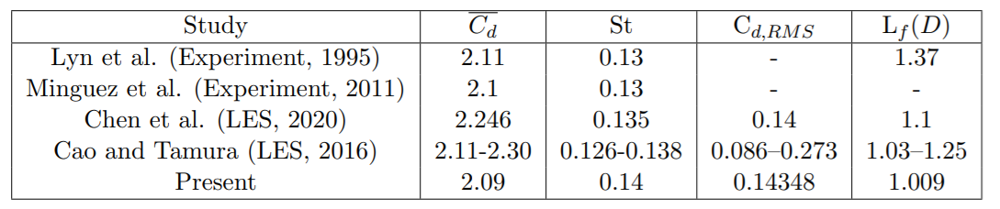 Study $\overline{C_d}$ St C$_{d,RMS}$ L$_f$(D)
Lyn et al. (Experiment, 1995) 2.11 0.13 - 1.37
Minguez et al. (Experiment, 2011) 2.1 0.13 - -
Chen et al. (LES, 2020) 2.246 0.135 0.14 1.1
Cao and Tamura (LES, 2016) 2.11-2.30 0.126-0.138 0.086–0.273 1.03–1.25
Present 2.09 0.14 0.14348 1.009